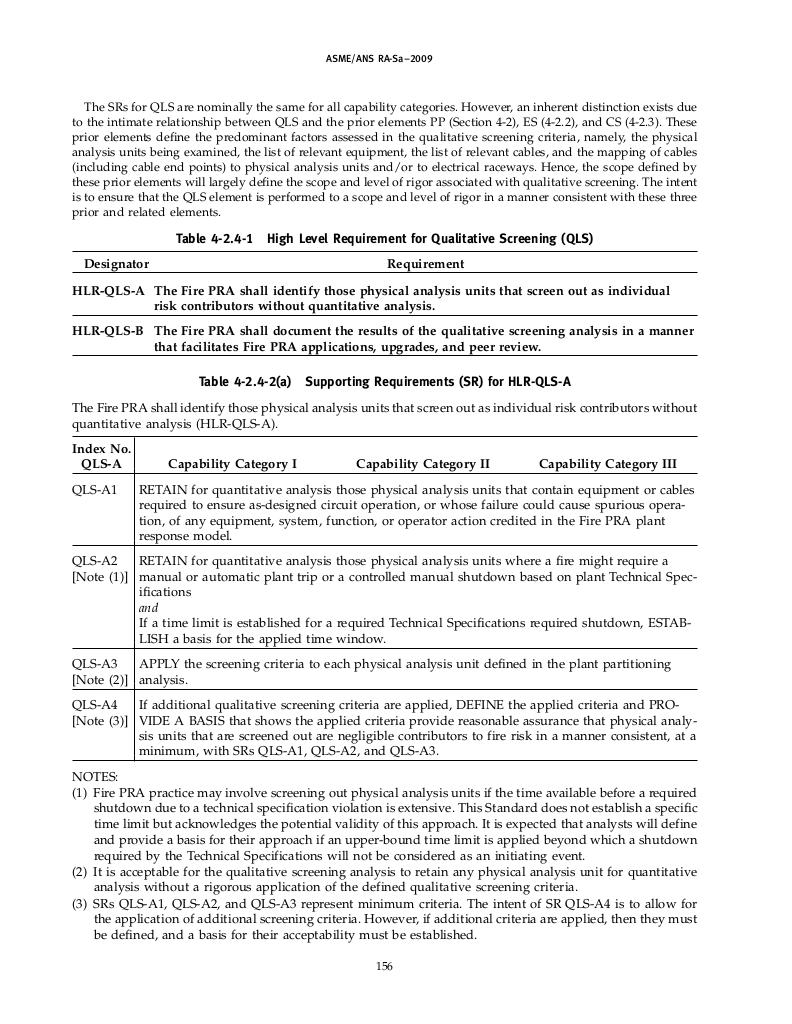 ASME/ANS RA-Sa–2009
The SRs for QLS are nominally the same for all capability categories. However, an inherent distinction exists due
to the intimate relationship between QLS and the prior elements PP (Section 4-2), ES (4-2.2), and CS (4-2.3). These
prior elements define the predominant factors assessed in the qualitative screening criteria, namely, the physical
analysis units being examined, the list of relevant equipment, the list of relevant cables, and the mapping of cables
(including cable end points) to physical analysis units and/or to electrical raceways. Hence, the scope defined by
these prior elements will largely define the scope and level of rigor associated with qualitative screening. The intent
is to ensure that the QLS element is performed to a scope and level of rigor in a manner consistent with these three
prior and related elements.
Table 4-2.4-1 High Level Requirement for Qualitative Screening (QLS)
Designator Requirement
HLR-QLS-A The Fire PRA shall identify those physical analysis units that screen out as individual
risk contributors without quantitative analysis.
HLR-QLS-B The Fire PRA shall document the results of the qualitative screening analysis in a manner
that facilitates Fire PRA applications, upgrades, and peer review.
Table 4-2.4-2(a) Supporting Requirements (SR) for HLR-QLS-A
The Fire PRA shall identify those physical analysis units that screen out as individual risk contributors without
quantitative analysis (HLR-QLS-A).
Index No.
QLS-A Capability Category I Capability Category II Capability Category III
QLS-A1 RETAIN for quantitative analysis those physical analysis units that contain equipment or cables
required to ensure as-designed circuit operation, or whose failure could cause spurious opera-
tion, of any equipment, system, function, or operator action credited in the Fire PRA plant
response model.
QLS-A2 RETAIN for quantitative analysis those physical analysis units where a fire might require a
[Note (1)] manual or automatic plant trip or a controlled manual shutdown based on plant Technical Spec-
ifications
and
If a time limit is established for a required Technical Specifications required shutdown, ESTAB-
LISH a basis for the applied time window.
QLS-A3 APPLY the screening criteria to each physical analysis unit defined in the plant partitioning
[Note (2)] analysis.
QLS-A4 If additional qualitative screening criteria are applied, DEFINE the applied criteria and PRO-
[Note (3)] VIDE A BASIS that shows the applied criteria provide reasonable assurance that physical analy-
sis units that are screened out are negligible contributors to fire risk in a manner consistent, at a
minimum, with SRs QLS-A1, QLS-A2, and QLS-A3.
NOTES:
(1) Fire PRA practice may involve screening out physical analysis units if the time available before a required
shutdown due to a technical specification violation is extensive. This Standard does not establish a specific
time limit but acknowledges the potential validity of this approach. It is expected that analysts will define
and provide a basis for their approach if an upper-bound time limit is applied beyond which a shutdown
required by the Technical Specifications will not be considered as an initiating event.
(2) It is acceptable for the qualitative screening analysis to retain any physical analysis unit for quantitative
analysis without a rigorous application of the defined qualitative screening criteria.
(3) SRs QLS-A1, QLS-A2, and QLS-A3 represent minimum criteria. The intent of SR QLS-A4 is to allow for
the application of additional screening criteria. However, if additional criteria are applied, then they must
be defined, and a basis for their acceptability must be established.
156